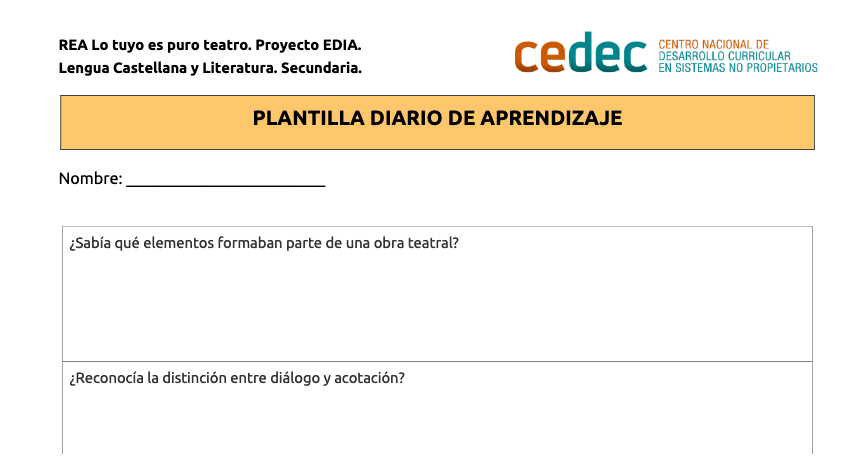 REA Lo tuyo es puro teatro. Proyecto EDIA.
Lengua Castellana y Literatura. Secundaria.
cedec
CENTRO NACIONAL DE
DESARROLLO CURRICULAR
EN SISTEMAS NO PROPIETARIOS
PLANTILLA DIARIO DE APRENDIZAJE
Nombre: _________________________
¿Sabía qué elementos formaban parte de una obra teatral?
¿Reconocía la distinción entre diálogo y acotación?